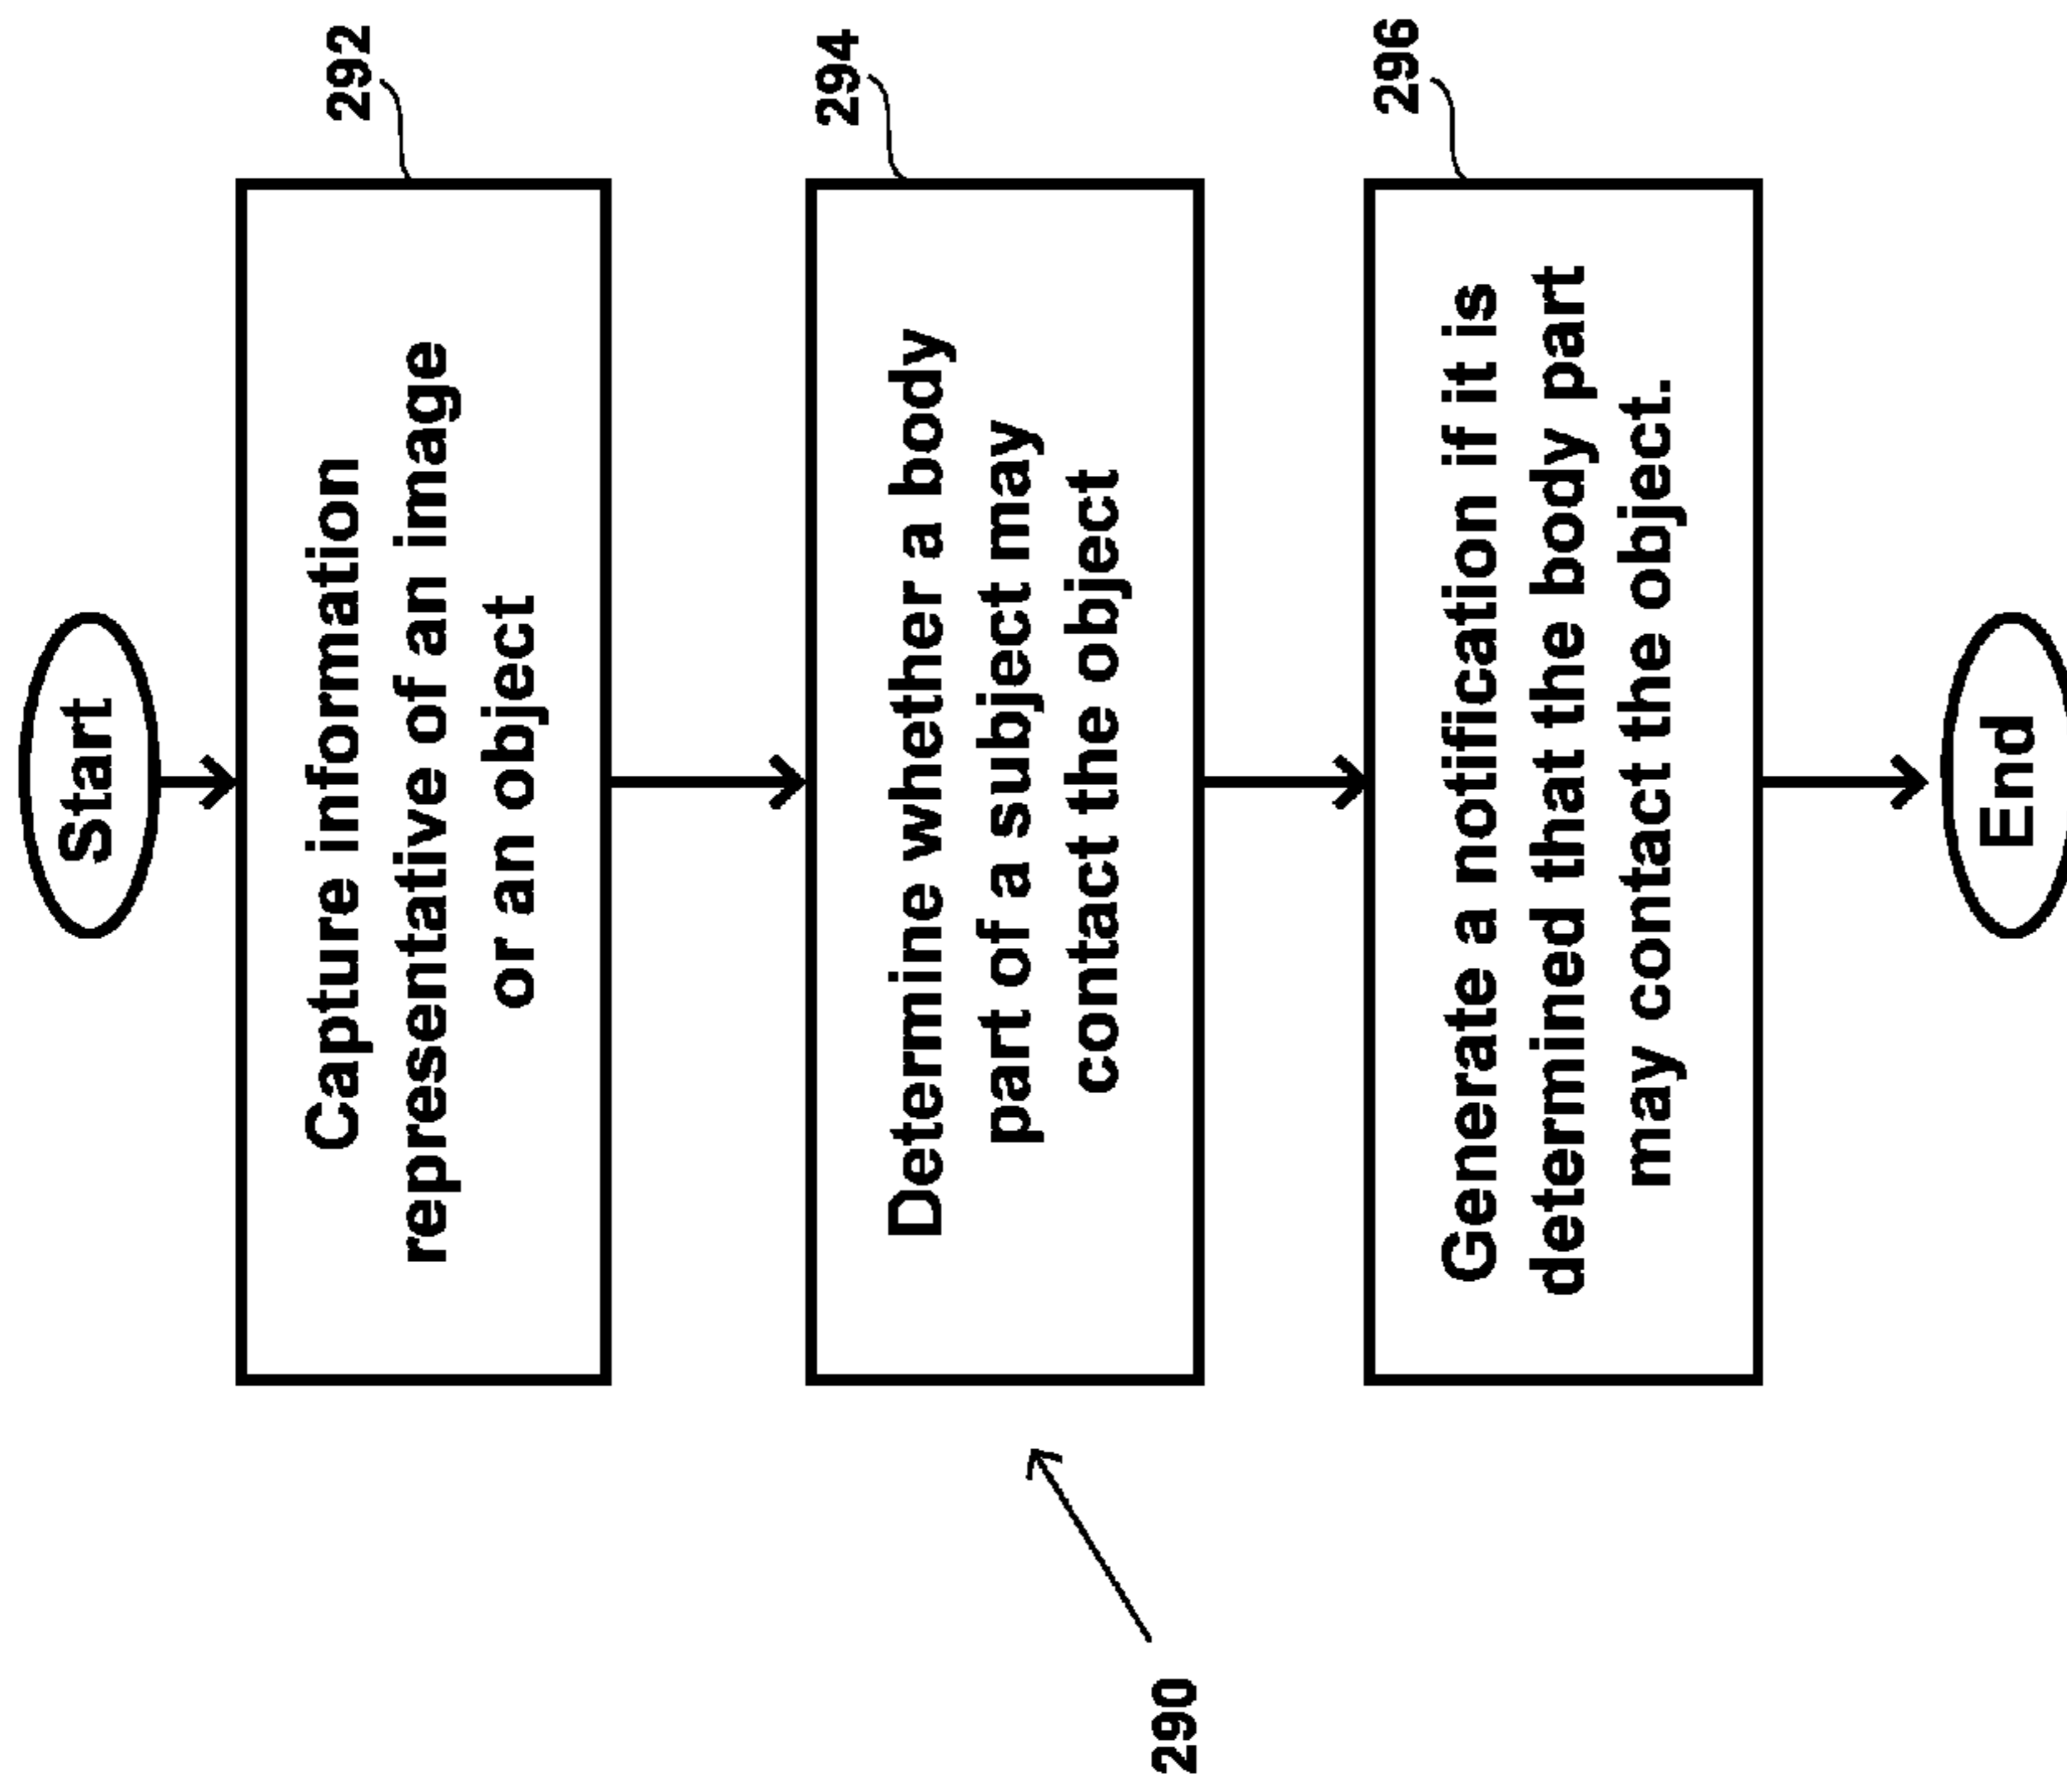 Start
292
Capture information
representative of an image
or an object
294
Determine whether a body
part of a subject may
contact the object
296
Generate a notification if it is
determined that the body part
may contact the object.
End
290